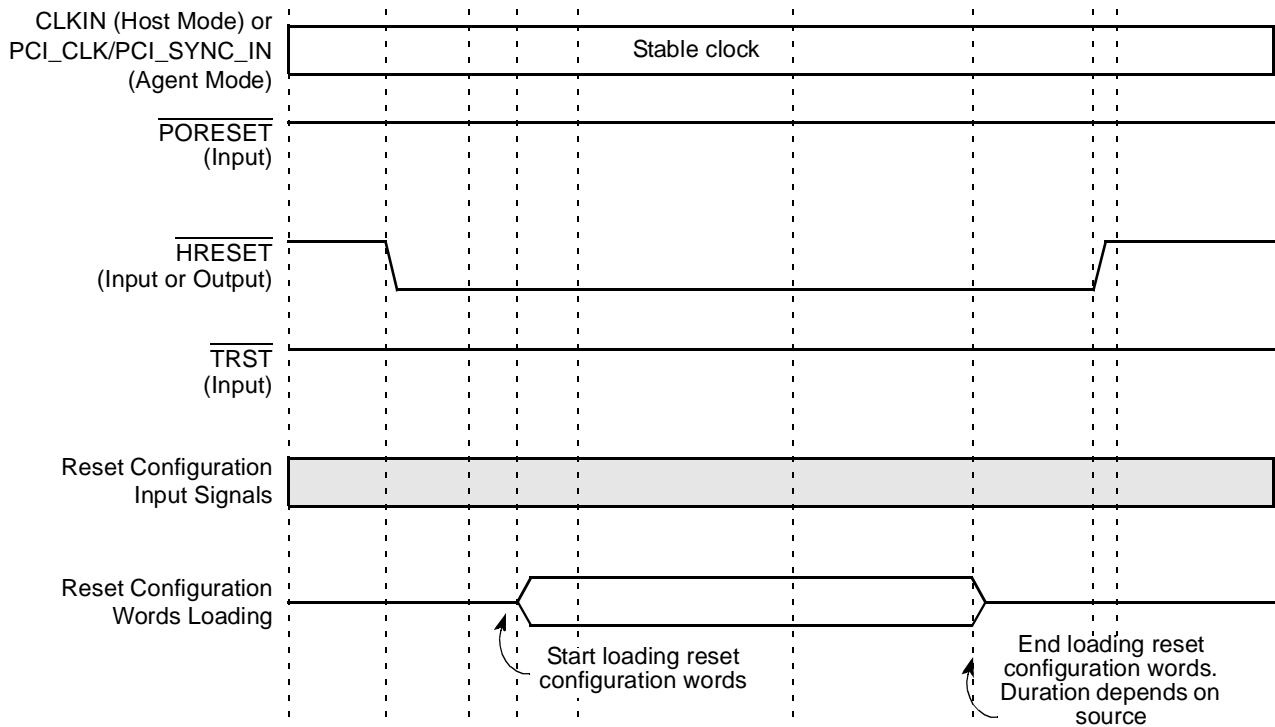 CLKIN (Host Mode) or
PCI_CLK/PCI_SYNC_IN
(Agent Mode)
Stable clock
PORESET
(Input)
HRESET
(Input or Output)
TRST
(Input)
Reset Configuration
Input Signals
Reset Configuration
Words Loading
Start loading reset
configuration words
End loading reset
configuration words.
Duration depends on
source